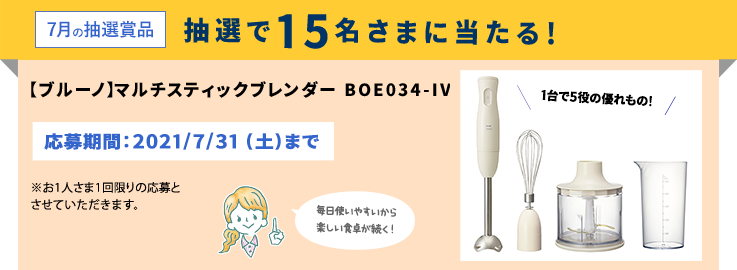 7月の抽選賞品
抽選で15名さまに当たる!
【ブルーノ】マルチスティックブレンダー BOE034-IV
1台で5役の優れもの!
応募期間:2021/7/31 (土)まで
※お1人さま1回限りの応募と
させていただきます。
毎日使いやすいから
楽しい食卓が続く!